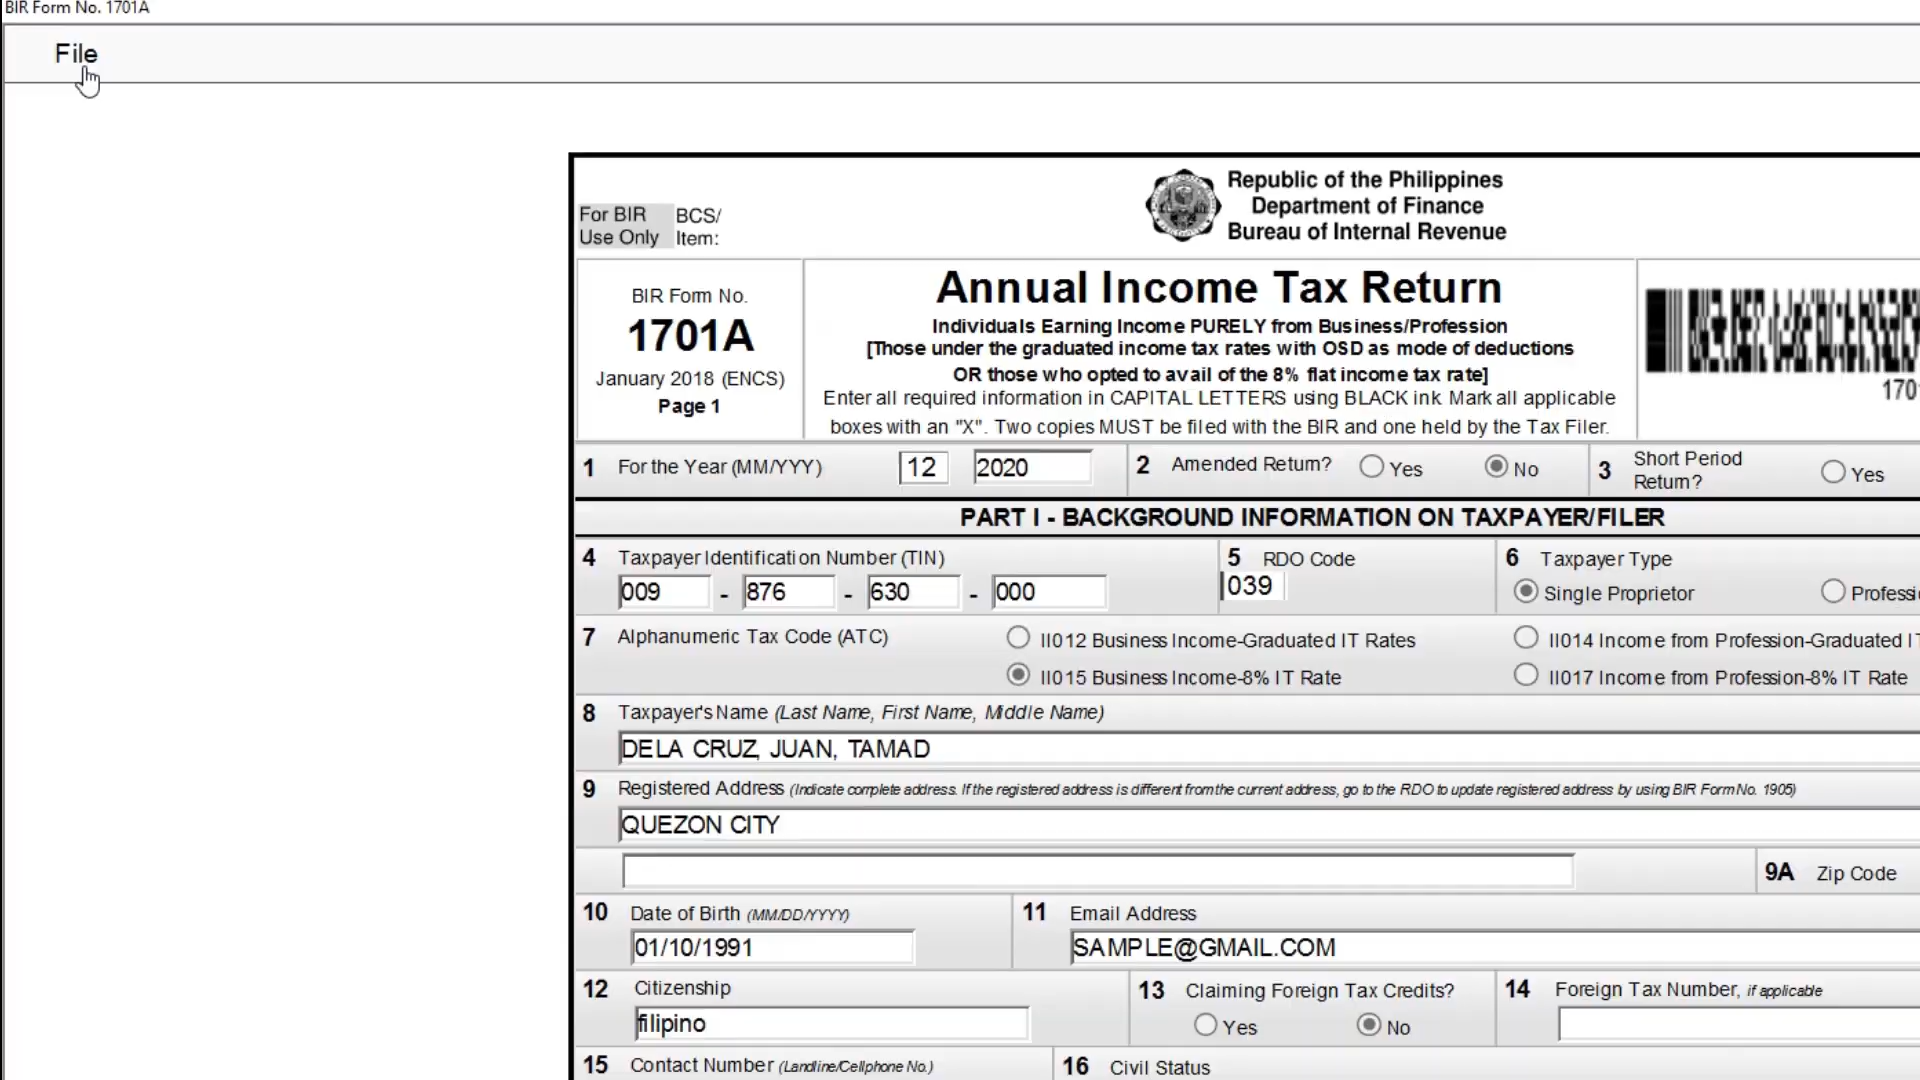 BIR Form No. 1701A
File
For BIR Use Only
BCS/ Item:
Republic of the Philippines
Department of Finance
Bureau of Internal Revenue
BIR Form No.
1701A
January 2018 (ENCS)
Page 1
Annual Income Tax Return
Individuals Earning Income PURELY from Business/Profession
[Those under the graduated income tax rates with OSD as mode of deductions
OR those who opted to avail of the 8% flat income tax rate]
Enter all required information in CAPITAL LETTERS using BLACK ink Mark all applicable
boxes with an "X". Two copies MUST be filed with the BIR and one held by the Tax Filer.
170
1 For the Year (MM/YYY) 12 2020 2 Amended Return? Yes No 3 Short Period Return? Yes
PART I - BACKGROUND INFORMATION ON TAXPAYER/FILER
4 Taxpayer Identification Number (TIN) 5 RDO Code 6 Taxpayer Type
009 - 876 - 630 - 000 039 Single Proprietor Professi
7 Alphanumeric Tax Code (ATC) II012 Business Income-Graduated IT Rates II014 Income from Profession-Graduated IT
II015 Business Income-8% IT Rate II017 Income from Profession-8% IT Rate
8 Taxpayer's Name (Last Name, First Name, Middle Name)
DELA CRUZ, JUAN, TAMAD
9 Registered Address (Indicate complete address. If the registered address is different from the current address, go to the RDO to update registered address by using BIR Form No. 1905)
QUEZON CITY
9A Zip Code
10 Date of Birth (MM/DD/YYYY) 11 Email Address
01/10/1991 SAMPLE@GMAIL.COM
12 Citizenship 13 Claiming Foreign Tax Credits? 14 Foreign Tax Number, if applicable
filipino Yes No
15 Contact Number (Landline/Cellphone No.) 16 Civil Status